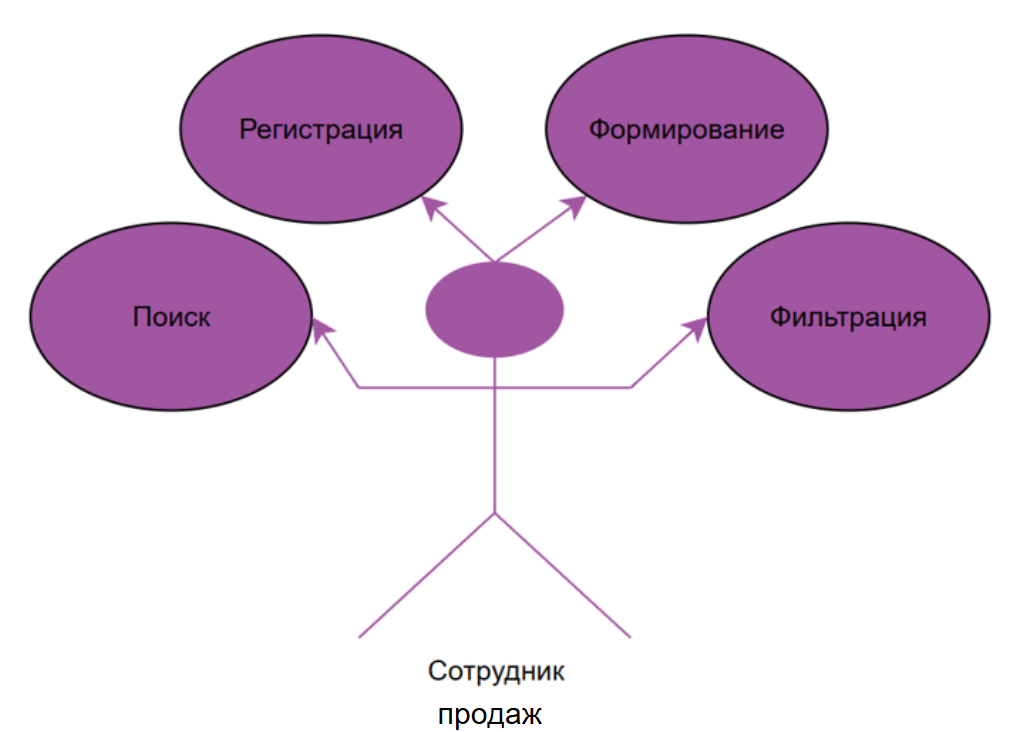 Регистрация
Формирование
Поиск
Фильтрация
Сотрудник
продаж